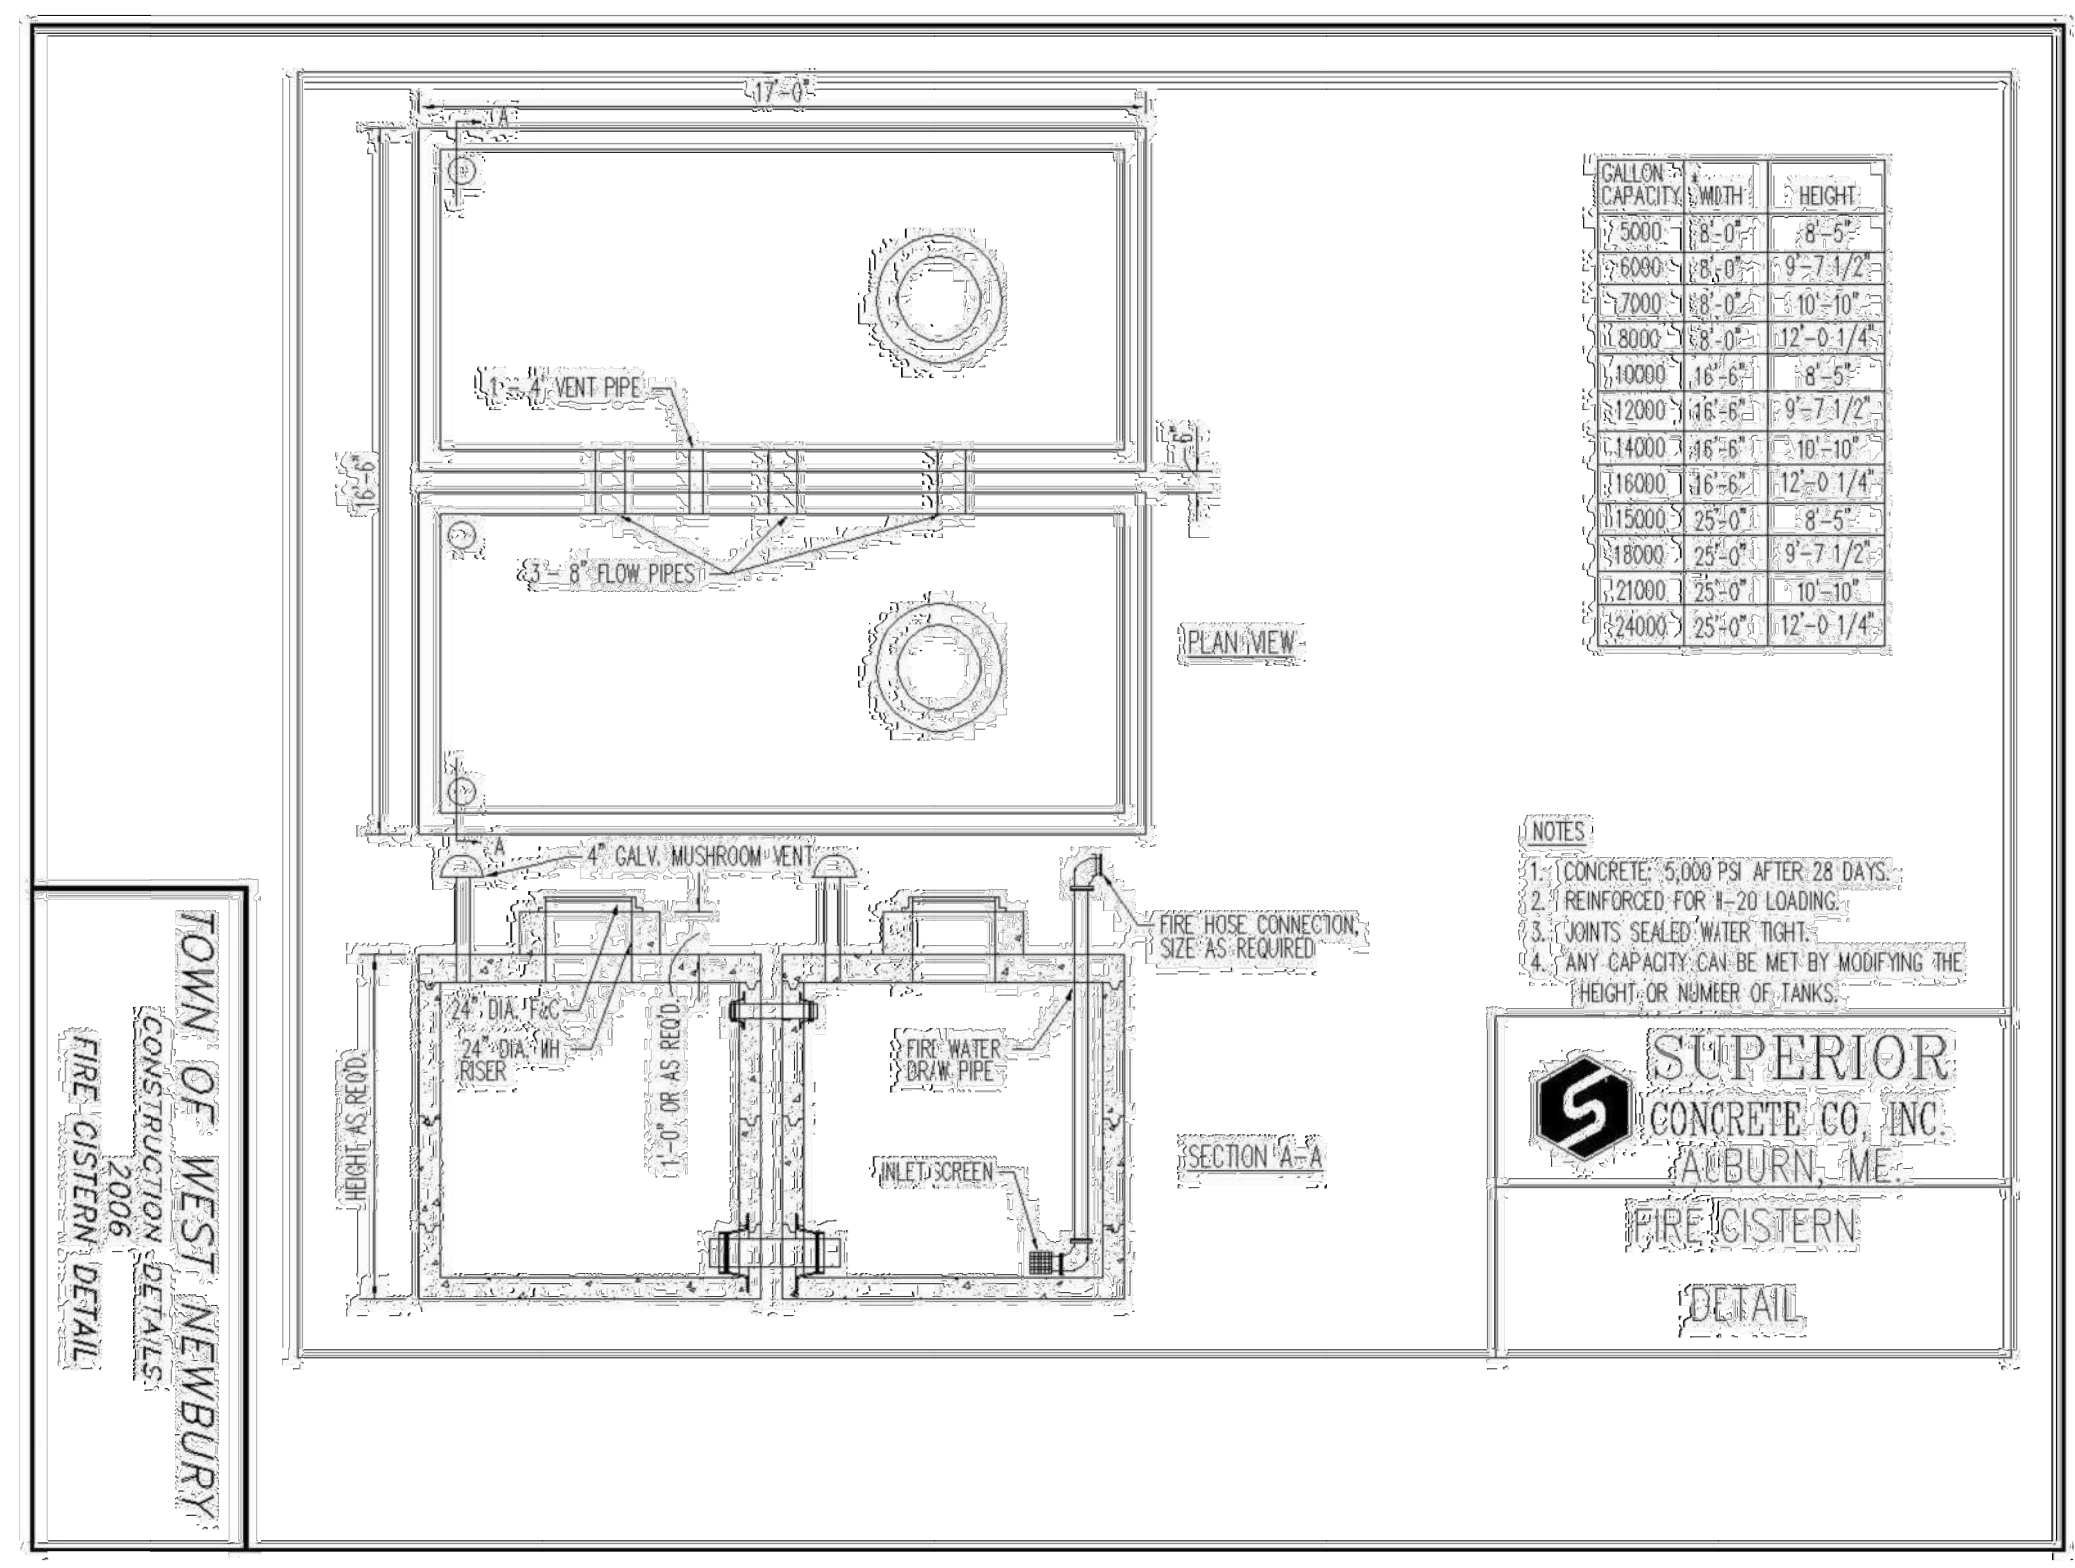 17'-0"
A
1 - 4" VENT PIPE
16'-6"
6"
3 - 8" FLOW PIPES
PLAN VIEW
A
4" GALV. MUSHROOM VENT
FIRE HOSE CONNECTION,
SIZE AS REQUIRED
24" DIA. F&C
24" DIA. MH
RISER
1'-0" OR AS REQ'D
HEIGHT AS REQ'D.
FIRE WATER
DRAW PIPE
INLET SCREEN
SECTION A-A
GALLON CAPACITY * WIDTH HEIGHT
5000 8'-0" 8'-5"
6000 8'-0" 9'-7 1/2"
7000 8'-0" 10'-10"
8000 8'-0" 12'-0 1/4"
10000 16'-6" 8'-5"
12000 16'-6" 9'-7 1/2"
14000 16'-6" 10'-10"
16000 16'-6" 12'-0 1/4"
15000 25'-0" 8'-5"
18000 25'-0" 9'-7 1/2"
21000 25'-0" 10'-10"
24000 25'-0" 12'-0 1/4"
NOTES
1. CONCRETE: 5,000 PSI AFTER 28 DAYS.
2. REINFORCED FOR H-20 LOADING.
3. JOINTS SEALED WATER TIGHT.
4. ANY CAPACITY CAN BE MET BY MODIFYING THE
HEIGHT OR NUMBER OF TANKS.
S
SUPERIOR
CONCRETE CO, INC.
AUBURN, ME.
FIRE CISTERN
DETAIL
TOWN OF WEST NEWBURY
CONSTRUCTION DETAILS
2006
FIRE CISTERN DETAIL